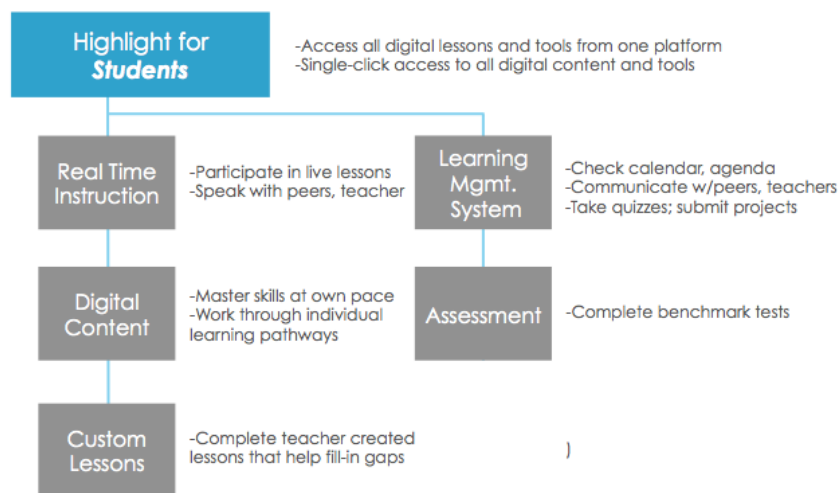 Highlight for
Students
-Access all digital lessons and tools from one platform
-Single-click access to all digital content and tools
Real Time
Instruction
-Participate in live lessons
-Speak with peers, teacher
Learning
Mgmt.
System
-Check calendar, agenda
-Communicate w/peers, teachers
-Take quizzes; submit projects
Digital
Content
-Master skills at own pace
-Work through individual
learning pathways
Assessment
-Complete benchmark tests
Custom
Lessons
-Complete teacher created
lessons that help fill-in gaps
)